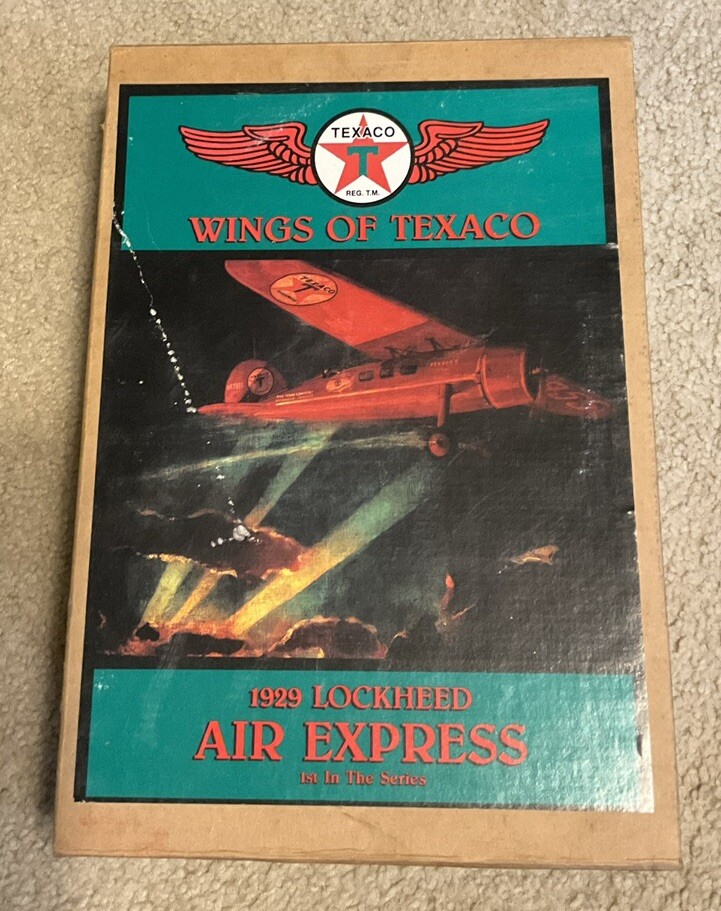 TEXACO
T
REG. T.M.
WINGS OF TEXACO
TEXACO
T
1929 LOCKHEED
AIR EXPRESS
1st In The Series